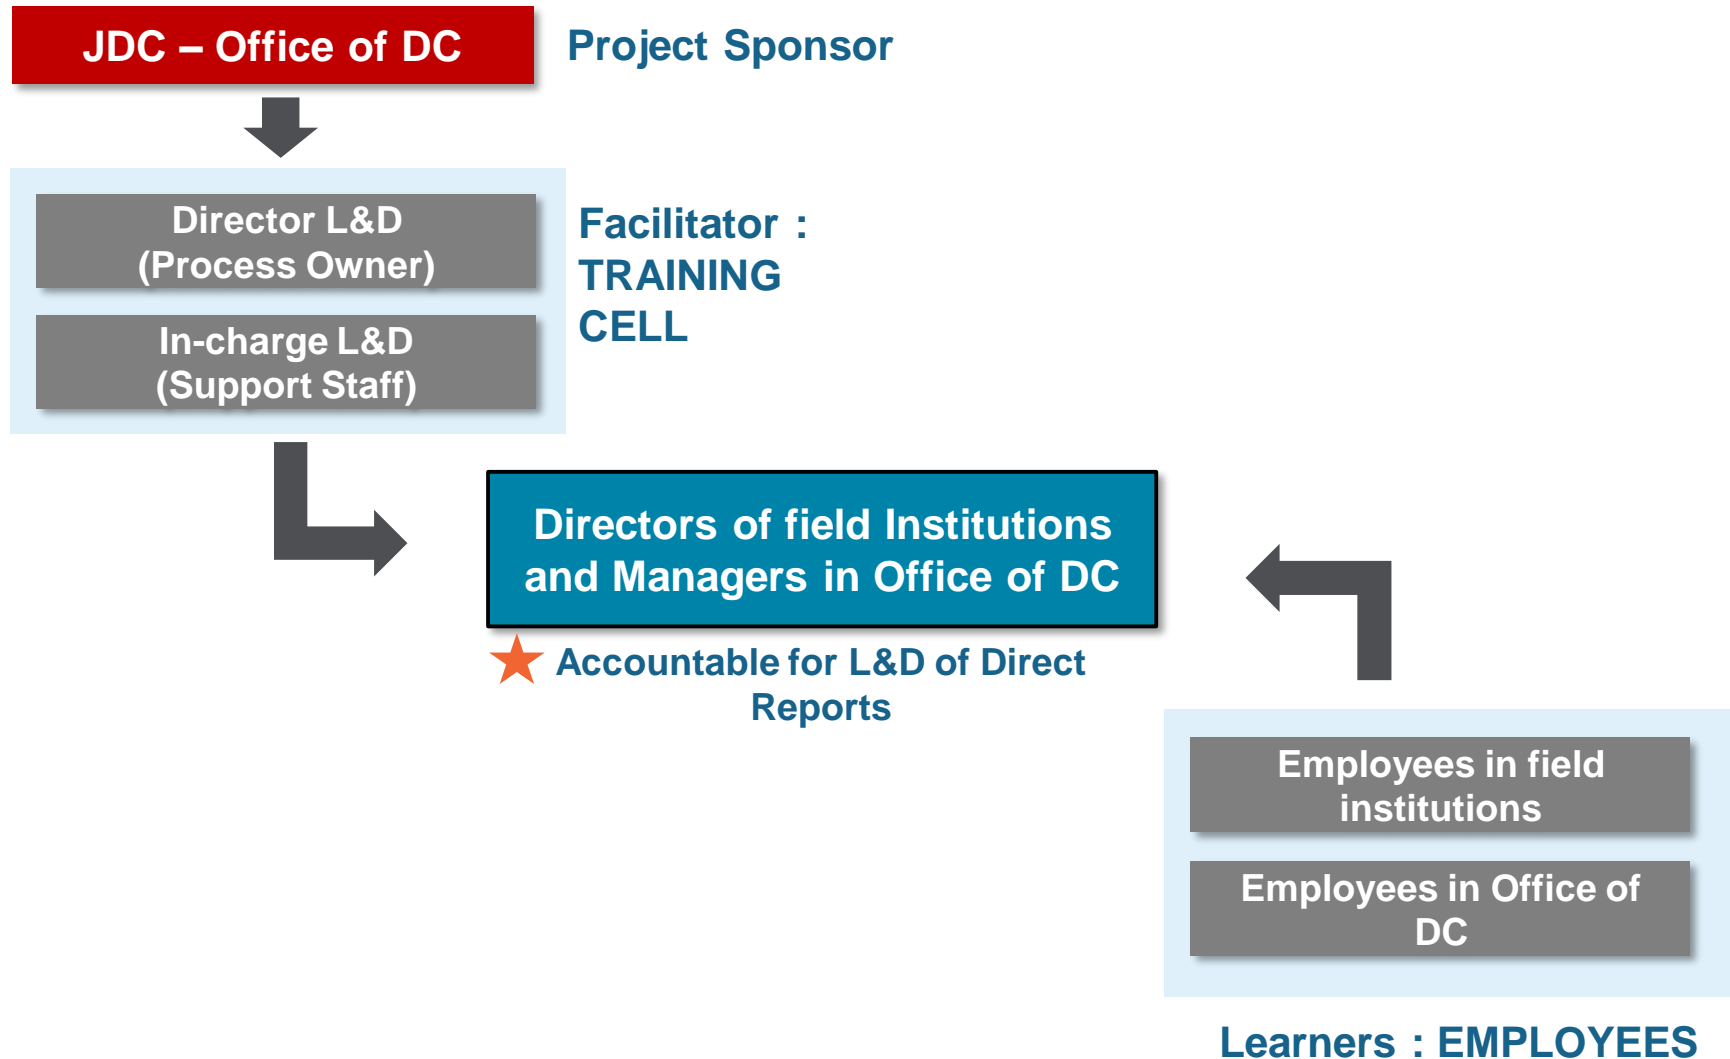 JDC – Office of DC
Project Sponsor
Director L&D
(Process Owner)
In-charge L&D
(Support Staff)
Facilitator :
TRAINING
CELL
Directors of field Institutions
and Managers in Office of DC
Accountable for L&D of Direct
Reports
Employees in field
institutions
Employees in Office of
DC
Learners : EMPLOYEES